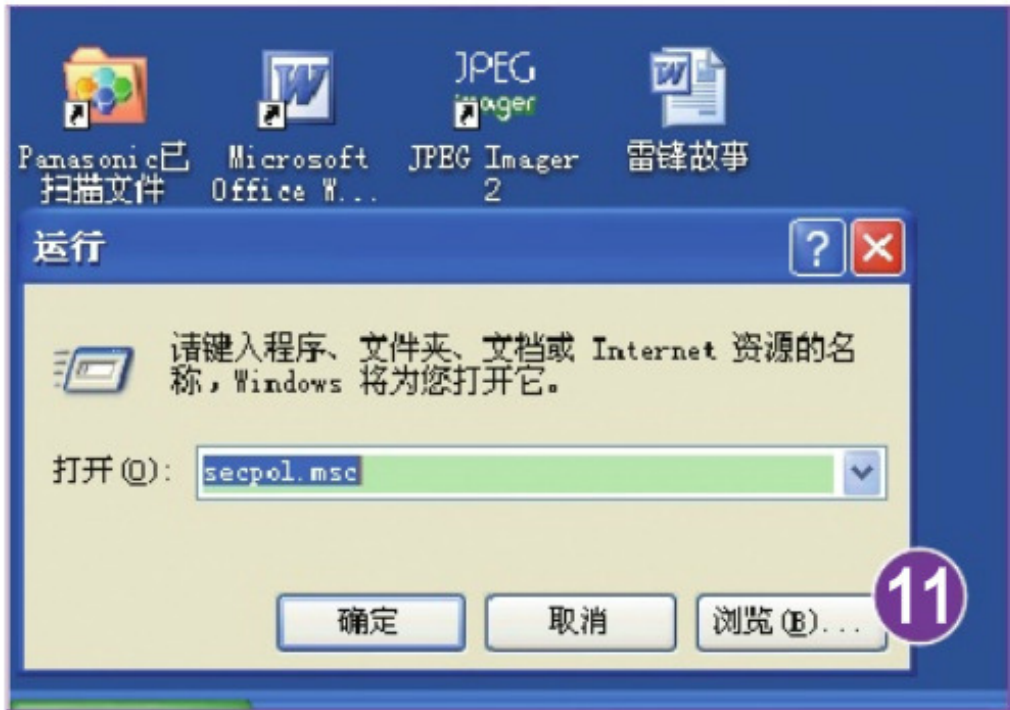 JPEG
imager
Panasonic已
扫描文件
Microsoft
Office W...
JPEG Imager
2
雷锋故事
运行
请键入程序、文件夹、文档或 Internet 资源的名
称，Windows 将为您打开它。
打开(O):
secpol.msc
确定
取消
浏览(B)...
11